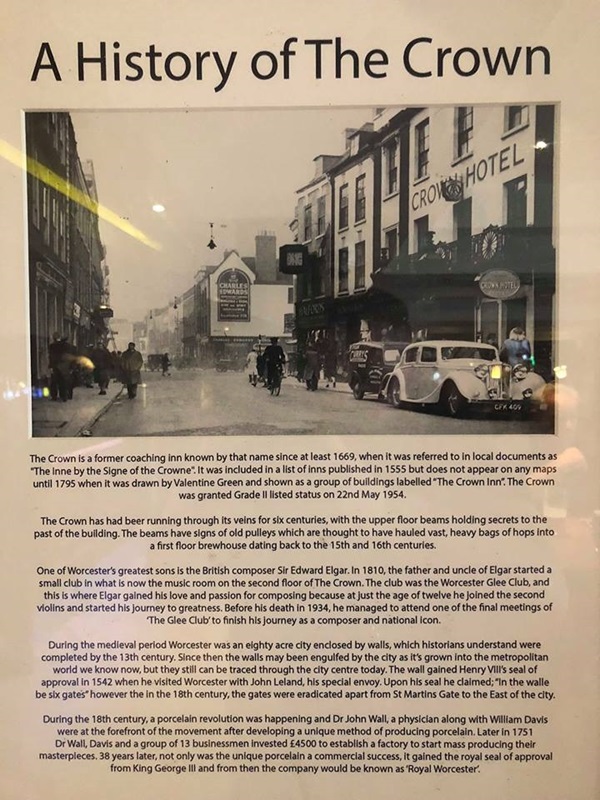 A History of The Crown
CROWN HOTEL
CHARLES
EDWARDS
CROWN HOTEL
CFK 409
The Crown is a former coaching inn known by that name since at least 1669, when it was referred to in local documents as
"The Inne by the Signe of the Crowne". It was included in a list of inns published in 1555 but does not appear on any maps
until 1795 when it was drawn by Valentine Green and shown as a group of buildings labelled "The Crown Inn". The Crown
was granted Grade II listed status on 22nd May 1954.
The Crown has had beer running through its veins for six centuries, with the upper floor beams holding secrets to the
past of the building. The beams have signs of old pulleys which are thought to have hauled vast, heavy bags of hops into
a first floor brewhouse dating back to the 15th and 16th centuries.
One of Worcester's greatest sons is the British composer Sir Edward Elgar. In 1810, the father and uncle of Elgar started a
small club in what is now the music room on the second floor of The Crown. The club was the Worcester Glee Club, and
this is where Elgar gained his love and passion for composing because at just the age of twelve he joined the second
violins and started his journey to greatness. Before his death in 1934, he managed to attend one of the final meetings of
'The Glee Club' to finish his journey as a composer and national icon.
During the medieval period Worcester was an eighty acre city enclosed by walls, which historians understand were
completed by the 13th century. Since then the walls may been engulfed by the city as it's grown into the metropolitan
world we know now, but they still can be traced through the city centre today. The wall gained Henry VIII's seal of
approval in 1542 when he visited Worcester with John Leland, his special envoy. Upon his seal he claimed; "In the walle
be six gates" however the in the 18th century, the gates were eradicated apart from St Martins Gate to the East of the city.
During the 18th century, a porcelain revolution was happening and Dr John Wall, a physician along with William Davis
were at the forefront of the movement after developing a unique method of producing porcelain. Later in 1751
Dr Wall, Davis and a group of 13 businessmen invested £4500 to establish a factory to start mass producing their
masterpieces. 38 years later, not only was the unique porcelain a commercial success, it gained the royal seal of approval
from King George III and from then the company would be known as 'Royal Worcester'.